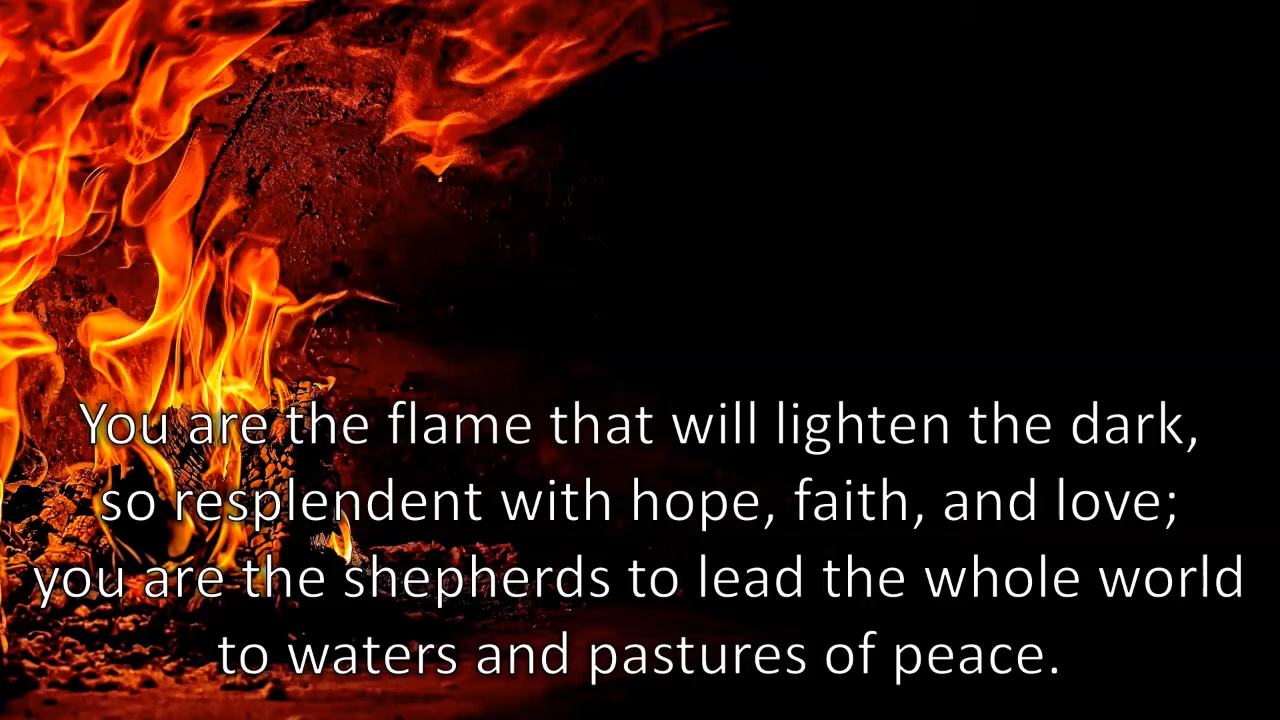 You are the flame that will lighten the dark,
so resplendent with hope, faith, and love;
you are the shepherds to lead the whole world
to waters and pastures of peace.